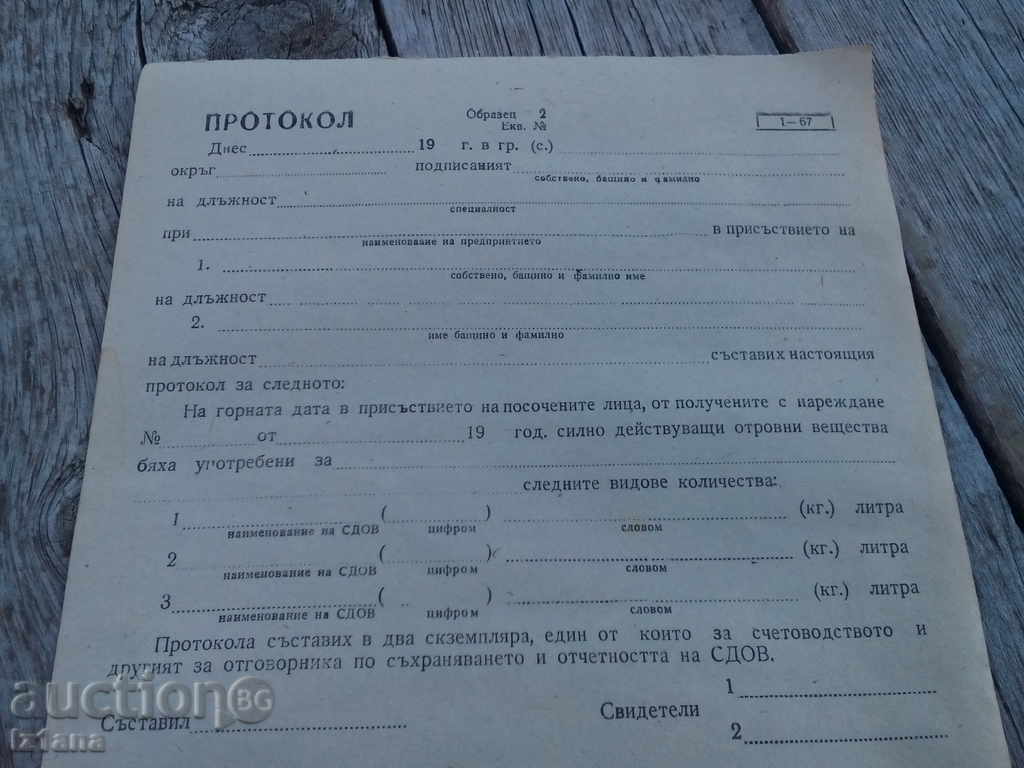 ПРОТОКОЛ
Образец 2
Екв. №
1—67
Днес 19 г. в гр. (с.)
окръг подписаният
собствено, бащино и фамилно
на длъжност
специалност
при в присъствието на
наименование на предприятието
1.
собствено, бащино и фамилно име
на длъжност
2.
име бащино и фамилно
на длъжност съставих настоящия
протокол за следното:
На горната дата в присъствието на посочените лица, от получените с нареждане
№ от 19 год. силно действуващи отровни вещества
бяха употребени за
следните видове количества:
1 ( ) (кг.) литра
наименование на СДОВ цифром словом
2 ( ) (кг.) литра
наименование на СДОВ цифром словом
3 ( ) (кг.) литра
наименование на СДОВ цифром словом
Протокола съставих в два скземпляра, един от които за счетоводството и
другият за отговорника по съхраняването и отчетността на СДОВ.
1
Съставил Свидетели
2
auctionBG
iziana